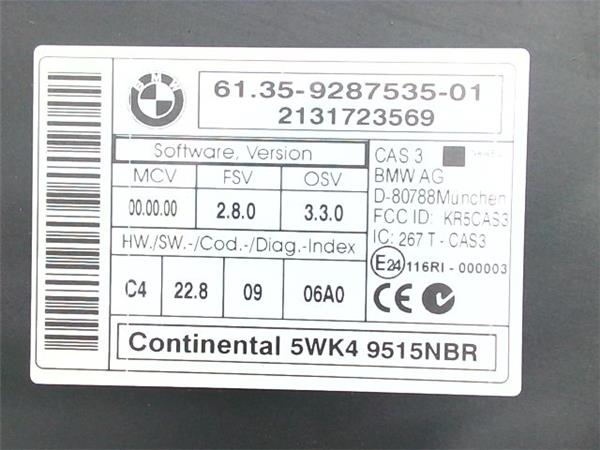 BMW
61.35-9287535-01
2131723569
Software, Version
MCV FSV OSV
00.00.00 2.8.0 3.3.0
HW./SW.-/Cod.-/Diag.-Index
C4 22.8 09 06A0
CAS 3
BMW AG
D-80788München
FCC ID: KR5CAS3
IC: 267 T - CAS3
E24 116RI - 000003
CE
Continental 5WK4 9515NBR